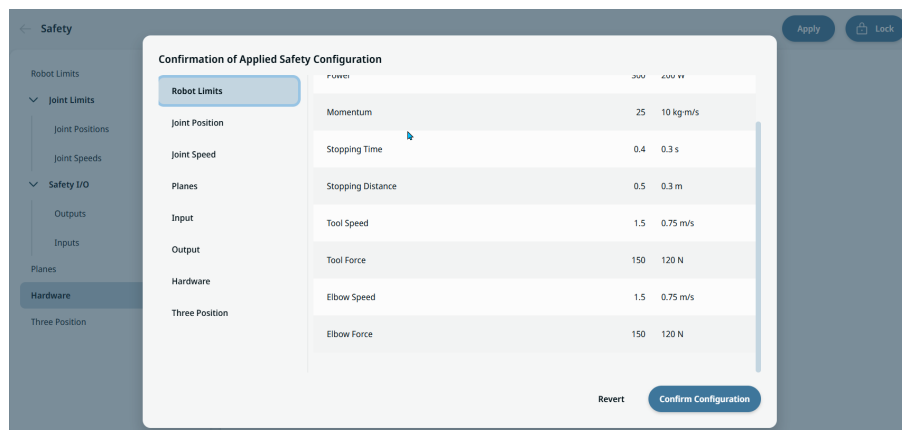 Safety
Apply
Lock
Robot Limits
Joint Limits
Joint Positions
Joint Speeds
Safety I/O
Outputs
Inputs
Planes
Hardware
Three Position
Confirmation of Applied Safety Configuration
Robot Limits
Joint Position
Joint Speed
Planes
Input
Output
Hardware
Three Position
Power 300 200 W
Momentum 25 10 kg·m/s
Stopping Time 0.4 0.3 s
Stopping Distance 0.5 0.3 m
Tool Speed 1.5 0.75 m/s
Tool Force 150 120 N
Elbow Speed 1.5 0.75 m/s
Elbow Force 150 120 N
Revert
Confirm Configuration